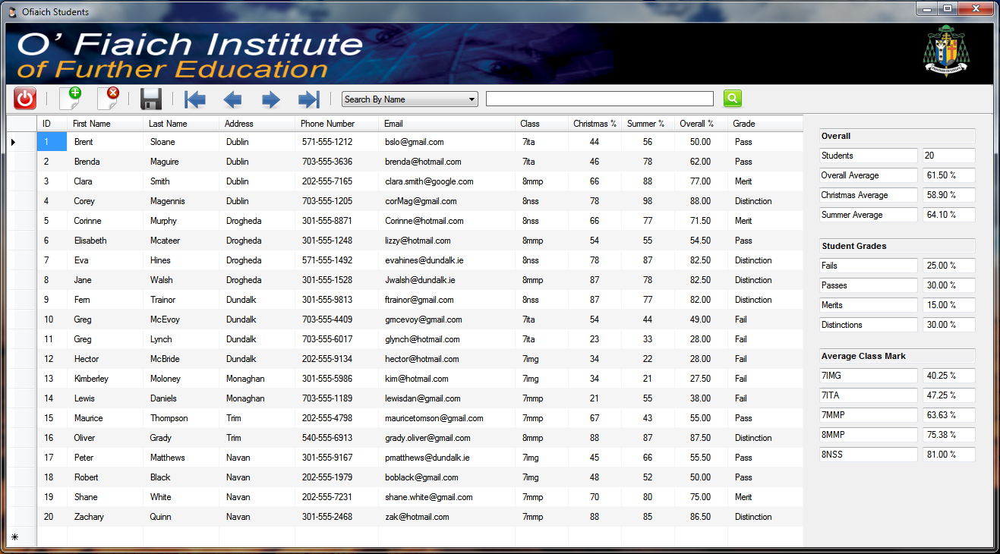 Ofiaich Students
O' Fiaich Institute
of Further Education
Search By Name
ID First Name Last Name Address Phone Number Email Class Christmas % Summer % Overall % Grade
1 Brent Sloane Dublin 571-555-1212 bslo@gmail.com 7ita 44 56 50.00 Pass
2 Brenda Maguire Dublin 703-555-3636 brenda@hotmail.com 7ita 46 78 62.00 Pass
3 Clara Smith Dublin 202-555-7165 clara.smith@google.com 8mmp 66 88 77.00 Merit
4 Corey Magennis Dublin 703-555-1205 corMag@gmail.com 8nss 78 98 88.00 Distinction
5 Corinne Murphy Drogheda 301-555-8871 Corinne@hotmail.com 8nss 66 77 71.50 Merit
6 Elisabeth Mcateer Drogheda 301-555-1248 lizzy@hotmail.com 8mmp 54 55 54.50 Pass
7 Eva Hines Drogheda 571-555-1492 evahines@dundalk.ie 8nss 78 87 82.50 Distinction
8 Jane Walsh Drogheda 301-555-1528 Jwalsh@dundalk.ie 8mmp 87 78 82.50 Distinction
9 Fern Trainor Dundalk 301-555-9813 ftrainor@gmail.com 8nss 87 77 82.00 Distinction
10 Greg McEvoy Dundalk 703-555-4409 gmcevoy@gmail.com 7ita 54 44 49.00 Fail
11 Greg Lynch Dundalk 703-555-6017 glynch@hotmail.com 7ita 23 33 28.00 Fail
12 Hector McBride Dundalk 202-555-9134 hector@hotmail.com 7img 34 22 28.00 Fail
13 Kimberley Moloney Monaghan 301-555-5986 kim@hotmail.com 7img 34 21 27.50 Fail
14 Lewis Daniels Monaghan 703-555-1189 lewisdan@gmail.com 7mmp 21 55 38.00 Fail
15 Maurice Thompson Trim 202-555-4798 mauricetomson@gmail.com 7mmp 67 43 55.00 Pass
16 Oliver Grady Trim 540-555-6913 grady.oliver@gmail.com 8mmp 88 87 87.50 Distinction
17 Peter Matthews Navan 301-555-9167 pmatthews@dundalk.ie 7img 45 66 55.50 Pass
18 Robert Black Navan 202-555-1979 boblack@gmail.com 7img 48 52 50.00 Pass
19 Shane White Navan 202-555-7231 shane.white@gmail.com 7mmp 70 80 75.00 Merit
20 Zachary Quinn Navan 301-555-2468 zak@hotmail.com 7mmp 88 85 86.50 Distinction
Overall
Students 20
Overall Average 61.50 %
Christmas Average 58.90 %
Summer Average 64.10 %
Student Grades
Fails 25.00 %
Passes 30.00 %
Merits 15.00 %
Distinctions 30.00 %
Average Class Mark
7IMG 40.25 %
7ITA 47.25 %
7MMP 63.63 %
8MMP 75.38 %
8NSS 81.00 %